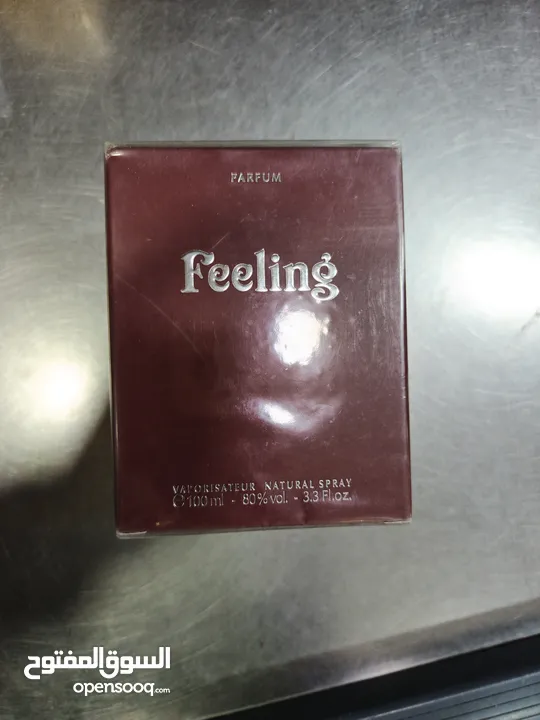 PARFUM
Feeling
VAPORISATEUR NATURAL SPRAY
℮100 ml - 80% vol. - 3.3 Fl.oz.
السوق المفتوح
opensooq.com